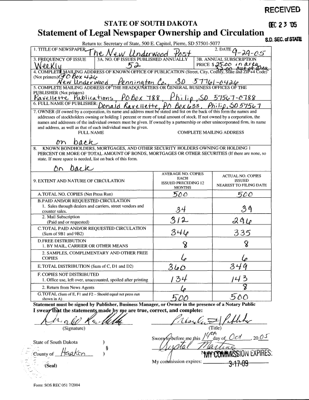 RECEIVED
DEC 23 '05
S.D. SEC. OF STATE
STATE OF SOUTH DAKOTA
Statement of Legal Newspaper Ownership and Circulation
Return to: Secretary of State, 500 E. Capitol, Pierre, SD 57501-5077
1. TITLE OF NEWSPAPER The New Underwood Post
2. DATE 9-24-05
3. FREQUENCY OF ISSUE Weekly
3A. NO. OF ISSUES PUBLISHED ANNUALLY 52
3B. ANNUAL SUBSCRIPTION PRICE
4. COMPLETE MAILING ADDRESS OF KNOWN OFFICE OF PUBLICATION (Street, City, County, State and Zip+4 Code) (Not printers) PO Box 426
New Underwood Pennington Co. SD 57761-0426
5. COMPLETE MAILING ADDRESS OF THE HEADQUARTERS OR GENERAL BUSINESS OFFICES OF THE PUBLISHER (Not printer)
Ravellette Publications PO Box 788 Philip, SD 57567-0788
6. FULL NAME OF PUBLISHER: Donald Ravellette, PO Box 788, Philip, SD 57567
7. OWNER (If owned by a corporation, its name and address must be stated and list on the back of this form the names and
addresses of stockholders owning or holding 1 percent or more of total amount of stock. If not owned by a corporation, the
names and addresses of the individual owners must be given. If owned by a partnership or other unincorporated firm, its name
and address, as well as that of each individual must be given.
FULL NAME COMPLETE MAILING ADDRESS
on back
8. KNOWN BONDHOLDERS, MORTGAGES, AND OTHER SECURITY HOLDERS OWNING OR HOLDING 1
PERCENT OR MORE OF TOTAL AMOUNT OF BONDS, MORTGAGES OR OTHER SECURITIES (If there are none, so
state. If more space is needed, list on back of this form.
on back
9. EXTENT AND NATURE OF CIRCULATION
AVERAGE NO. COPIES EACH ISSUED PRECEDING 12 MONTHS
ACTUAL NO. COPIES ISSUED NEAREST TO FILING DATE
A. TOTAL NO. COPIES (Net Press Run) 500 500
B. PAID AND/OR REQUESTED CIRCULATION
1. Sales through dealers and carriers, street vendors and counter sales. 34 39
2. Mail Subscription (Paid and or requested) 312 296
C. TOTAL PAID AND/OR REQUESTED CIRCULATION (Sum of 9B1 and 9B2) 346 335
D. FREE DISTRIBUTION
1. BY MAIL, CARRIER OR OTHER MEANS 8 8
2. SAMPLES, COMPLIMENTARY AND OTHER FREE COPIES 6 6
E. TOTAL DISTRIBUTION (Sum of C, D1 and D2) 360 349
F. COPIES NOT DISTRIBUTED
1. Office use, left over, unaccounted, spoiled after printing 134 143
2. Return from News Agents 6 8
G. TOTAL (Sum of E, F1 and F2 - Should equal press run shown in A) 500 500
Statement must be signed by Publisher, Business Manager, or Owner in the presence of a Notary Public
I swear that the statements made by me are true, correct, and complete:
(Signature) (Title)
State of South Dakota )
County of Haakon )
(Seal)
Sworn before me this 14th day of Oct, 2005
MY COMMISSION EXPIRES
My commission expires: 3-17-09
Form: SOS REC 051 7/2004